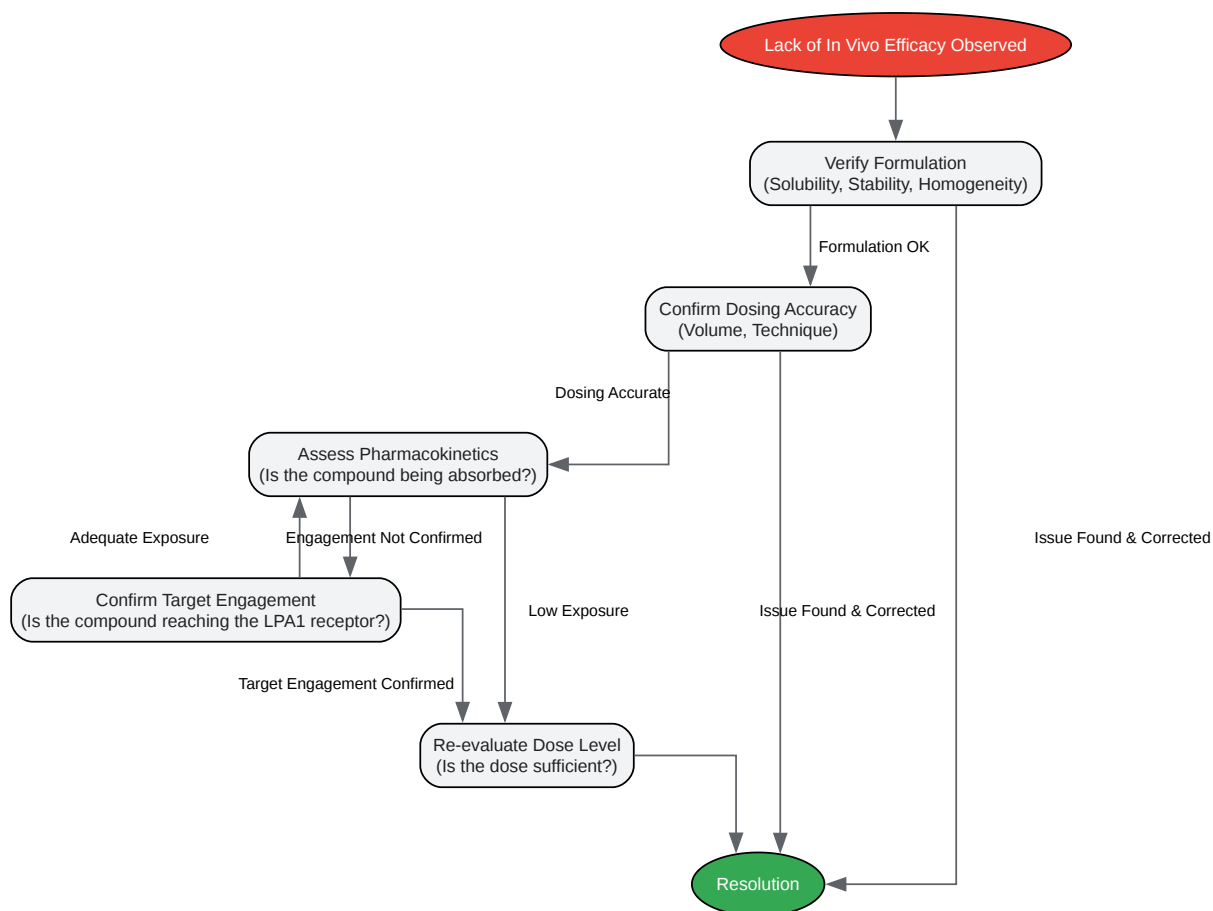 Lack of In Vivo Efficacy Observed
Verify Formulation
(Solubility, Stability, Homogeneity)
Formulation OK
Confirm Dosing Accuracy
(Volume, Technique)
Dosing Accurate
Assess Pharmacokinetics
(Is the compound being absorbed?)
Adequate Exposure
Engagement Not Confirmed
Issue Found & Corrected
Confirm Target Engagement
(Is the compound reaching the LPA1 receptor?)
Low Exposure
Issue Found & Corrected
Target Engagement Confirmed
Re-evaluate Dose Level
(Is the dose sufficient?)
Resolution